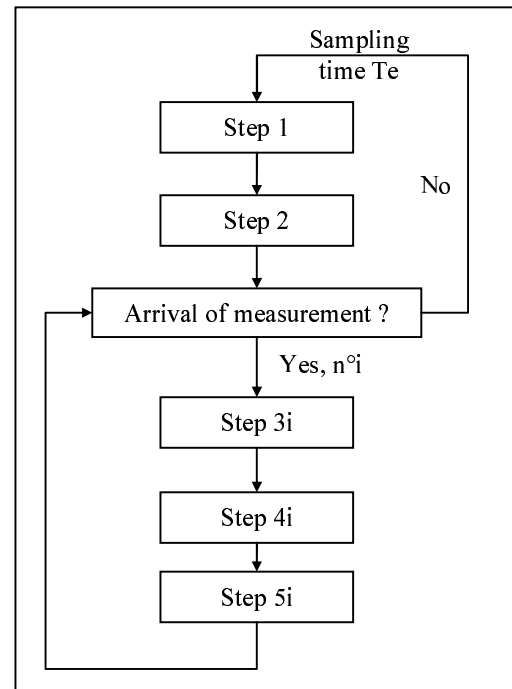 Sampling
time Te
Step 1
No
Step 2
Arrival of measurement ?
Yes, n°i
Step 3i
Step 4i
Step 5i